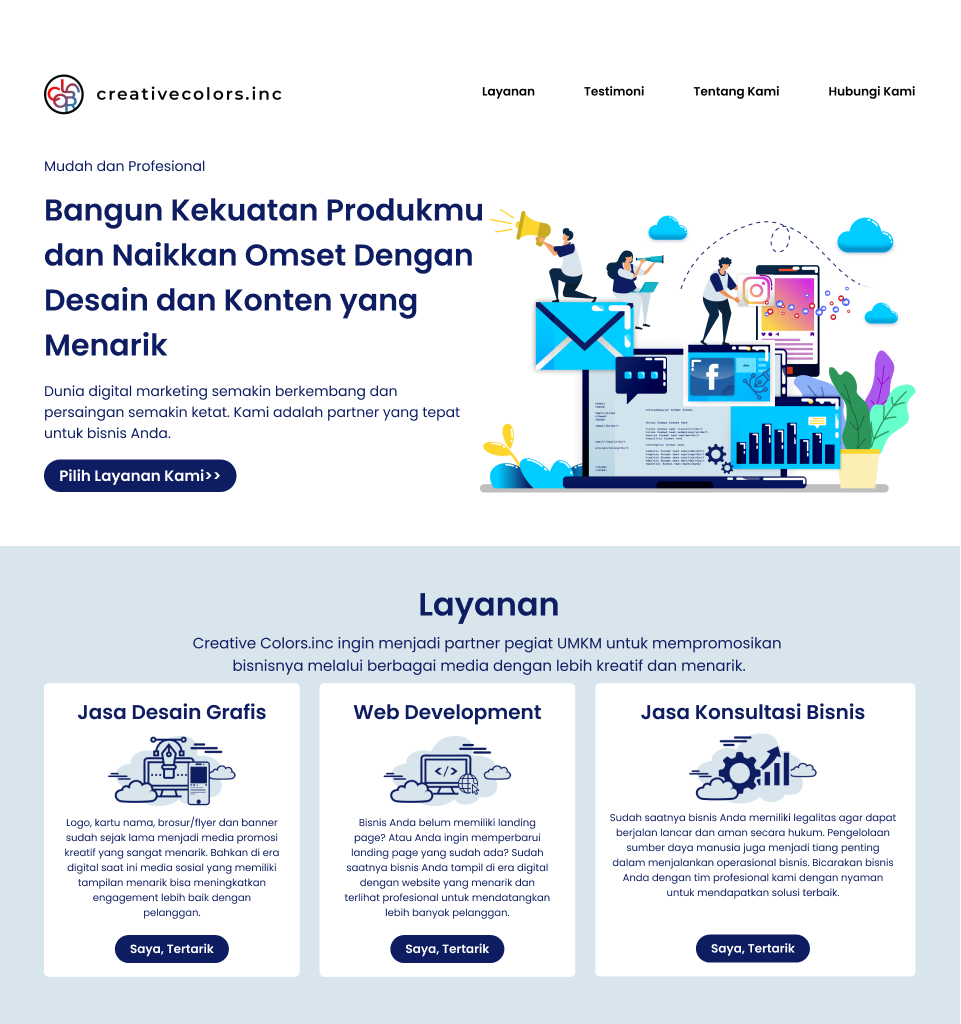 creativecolors.inc
Layanan
Testimoni
Tentang Kami
Hubungi Kami
Mudah dan Profesional
Bangun Kekuatan Produkmu
dan Naikkan Omset Dengan
Desain dan Konten yang
Menarik
Dunia digital marketing semakin berkembang dan
persaingan semakin ketat. Kami adalah partner yang tepat
untuk bisnis Anda.
Pilih Layanan Kami>>
f
Layanan
Creative Colors.inc ingin menjadi partner pegiat UMKM untuk mempromosikan
bisnisnya melalui berbagai media dengan lebih kreatif dan menarik.
Jasa Desain Grafis
Logo, kartu nama, brosur/flyer dan banner
sudah sejak lama menjadi media promosi
kreatif yang sangat menarik. Bahkan di era
digital saat ini media sosial yang memiliki
tampilan menarik bisa meningkatkan
engagement lebih baik dengan
pelanggan.
Saya, Tertarik
Web Development
</>
Bisnis Anda belum memiliki landing
page? Atau Anda ingin memperbarui
landing page yang sudah ada? Sudah
saatnya bisnis Anda tampil di era digital
dengan website yang menarik dan
terlihat profesional untuk mendatangkan
lebih banyak pelanggan.
Saya, Tertarik
Jasa Konsultasi Bisnis
Sudah saatnya bisnis Anda memiliki legalitas agar dapat
berjalan lancar dan aman secara hukum. Pengelolaan
sumber daya manusia juga menjadi tiang penting
dalam menjalankan operasional bisnis. Bicarakan bisnis
Anda dengan tim profesional kami dengan nyaman
untuk mendapatkan solusi terbaik.
Saya, Tertarik